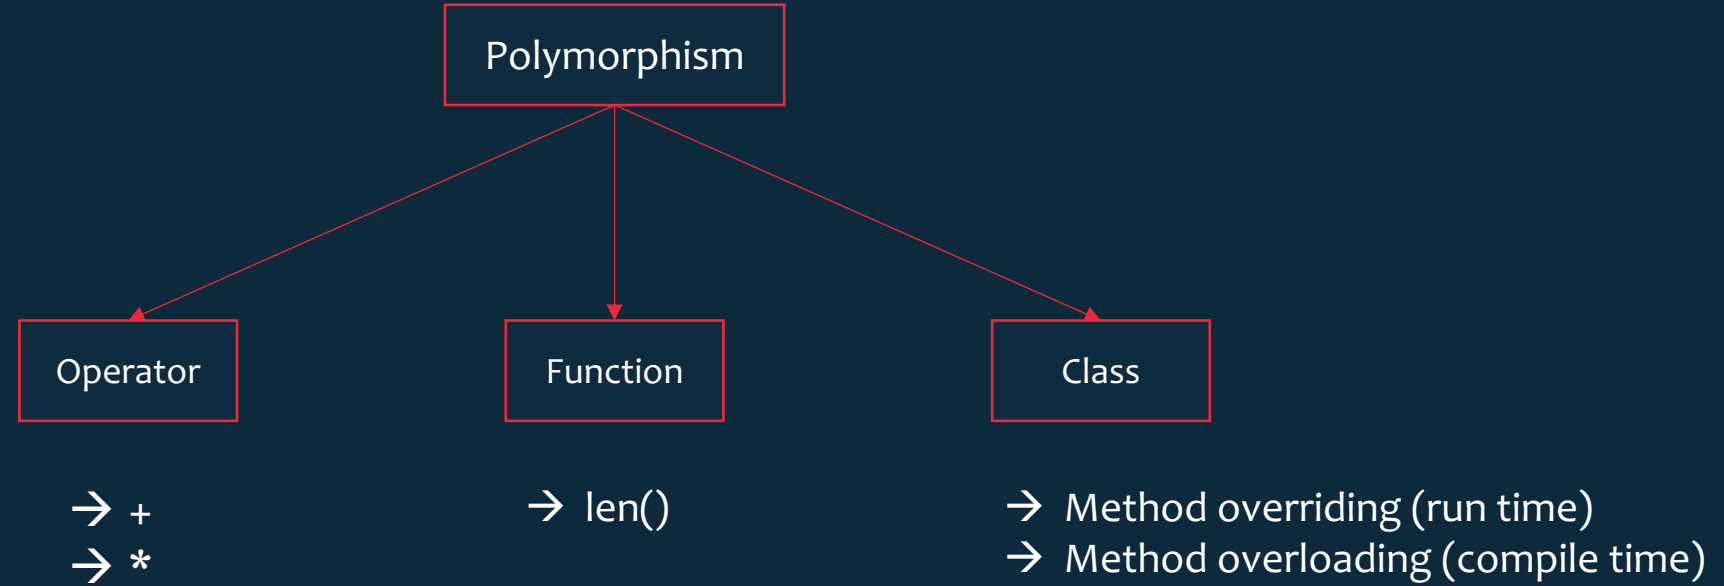 Polymorphism
Operator
Function
Class
→ +
→ *
→ len()
→ Method overriding (run time)
→ Method overloading (compile time)